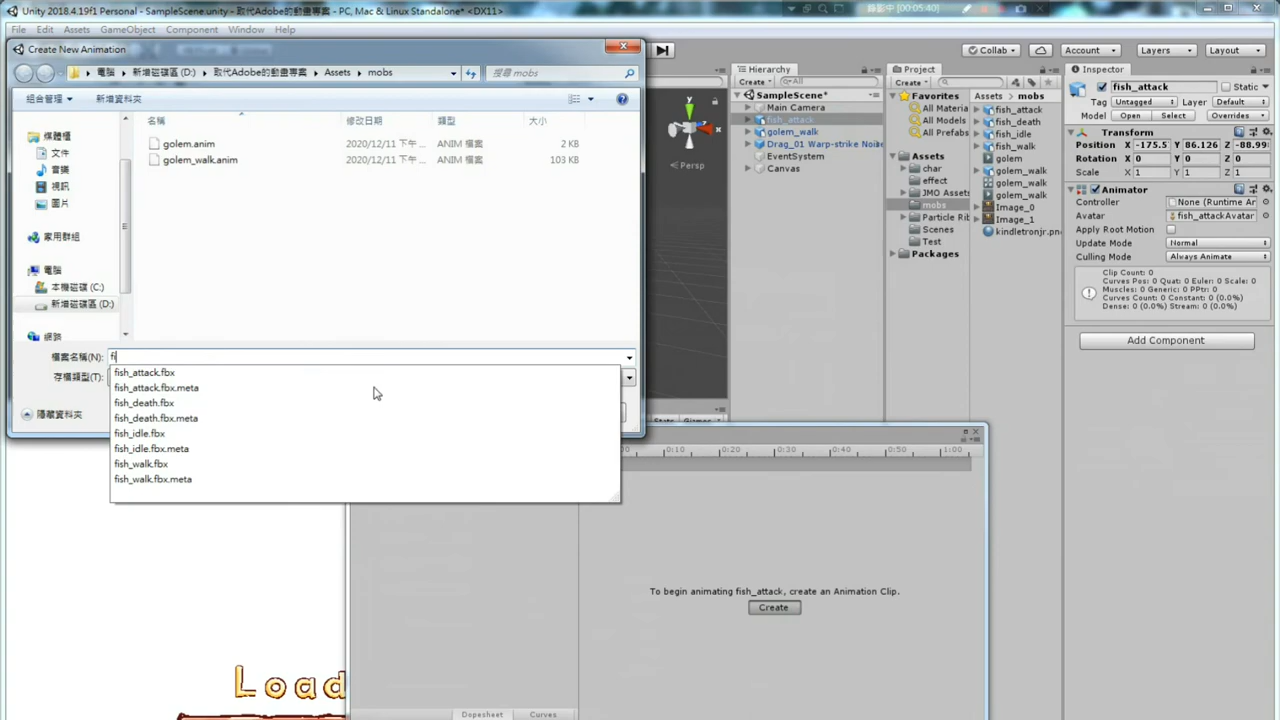 Unity 2018.4.19f1 Personal - SampleScene.unity - 取代Adobe的動畫專案 - PC, Mac & Linux Standalone* <DX11>
(00:05:40)
File Edit Assets GameObject Component Window Help
Collab Account Layers Layout
Create New Animation
電腦 新增磁碟區 (D:) 取代Adobe的動畫專案 Assets mobs
搜尋 mobs
組合管理 新增資料夾
名稱 修改日期 類型 大小
媒體櫃
文件
音樂
視訊
圖片
家用群組
電腦
本機磁碟 (C:)
新增磁碟區 (D:)
網路
golem.anim 2020/12/11 下午 ... ANIM 檔案 2 KB
golem_walk.anim 2020/12/11 下午 ... ANIM 檔案 103 KB
檔案名稱(N): fi
存檔類型(T):
隱藏資料夾
fish_attack.fbx
fish_attack.fbx.meta
fish_death.fbx
fish_death.fbx.meta
fish_idle.fbx
fish_idle.fbx.meta
fish_walk.fbx
fish_walk.fbx.meta
y
x
Persp
Stats Gizmos
Hierarchy
Create All
SampleScene*
Main Camera
fish_attack
golem_walk
Drag_01 Warp-strike Noise
EventSystem
Canvas
Project
Create
Favorites
All Materia
All Models
All Prefabs
Assets
char
effect
JMO Assets
mobs
Particle Rib
Scenes
Test
Packages
Assets mobs
fish_attack
fish_death
fish_idle
fish_walk
golem
golem_walk
golem_walk
golem_walk
Image_0
Image_1
kindletronjr.pn
Inspector
fish_attack Static
Tag Untagged Layer Default
Model Open Select Overrides
Transform
Position X -175.5 Y 86.126 Z -88.99
Rotation X 0 Y 0 Z 0
Scale X 1 Y 1 Z 1
Animator
Controller None (Runtime Ar
Avatar fish_attackAvatar
Apply Root Motion
Update Mode Normal
Culling Mode Always Animate
Clip Count: 0
Curves Pos: 0 Quat: 0 Euler: 0 Scale: 0
Muscles: 0 Generic: 0 PPtr: 0
Curves Count: 0 Constant: 0 (0.0%)
Dense: 0 (0.0%) Stream: 0 (0.0%)
Add Component
0:10 0:20 0:30 0:40 0:50 1:00
To begin animating fish_attack, create an Animation Clip.
Create
Dopesheet Curves
Load